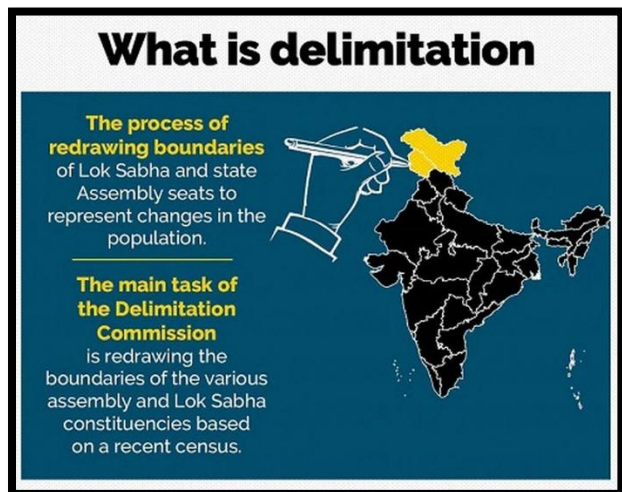 What is delimitation
The process of
redrawing boundaries
of Lok Sabha and state
Assembly seats to
represent changes in the
population.
The main task of
the Delimitation
Commission
is redrawing the
boundaries of the various
assembly and Lok Sabha
constituencies based
on a recent census.